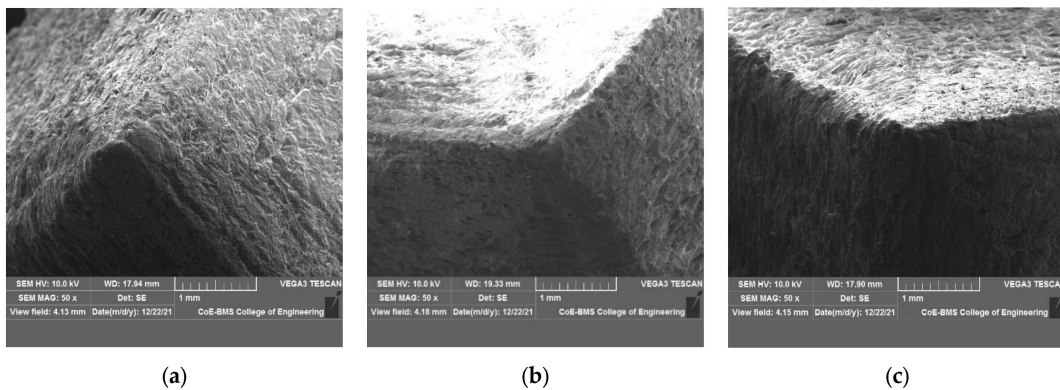 SEM HV: 10.0 kV WD: 17.94 mm VEGA3 TESCAN
SEM MAG: 50 x Det: SE 1 mm
View field: 4.13 mm Date(m/d/y): 12/22/21 CoE-BMS College of Engineering
(a)
SEM HV: 10.0 kV WD: 19.33 mm VEGA3 TESCAN
SEM MAG: 50 x Det: SE 1 mm
View field: 4.18 mm Date(m/d/y): 12/22/21 CoE-BMS College of Engineering
(b)
SEM HV: 10.0 kV WD: 17.90 mm VEGA3 TESCAN
SEM MAG: 50 x Det: SE 1 mm
View field: 4.15 mm Date(m/d/y): 12/22/21 CoE-BMS College of Engineering
(c)